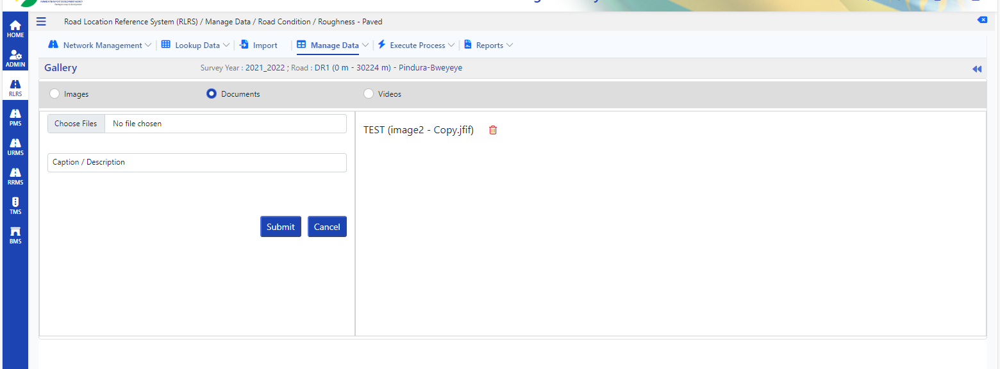 Road Location Reference System (RLRS) / Manage Data / Road Condition / Roughness - Paved
HOME
ADMIN
RLRS
PMS
URMS
RRMS
TMS
BMS
Network Management
Lookup Data
Import
Manage Data
Execute Process
Reports
Gallery
Survey Year : 2021_2022 ; Road : DR1 (0 m - 30224 m) - Pindura-Bweyeye
Images
Documents
Videos
Choose Files
No file chosen
TEST (image2 - Copy.jfif)
Caption / Description
Submit
Cancel